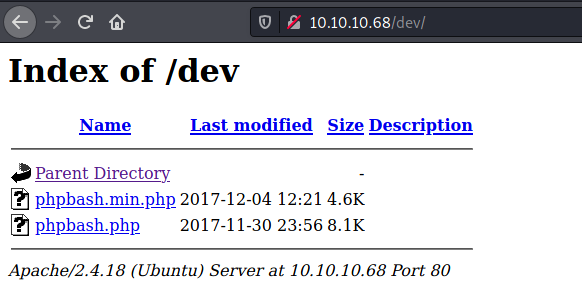 10.10.10.68/dev/
Index of /dev
Name Last modified Size Description
Parent Directory -
phpbash.min.php 2017-12-04 12:21 4.6K
phpbash.php 2017-11-30 23:56 8.1K
Apache/2.4.18 (Ubuntu) Server at 10.10.10.68 Port 80